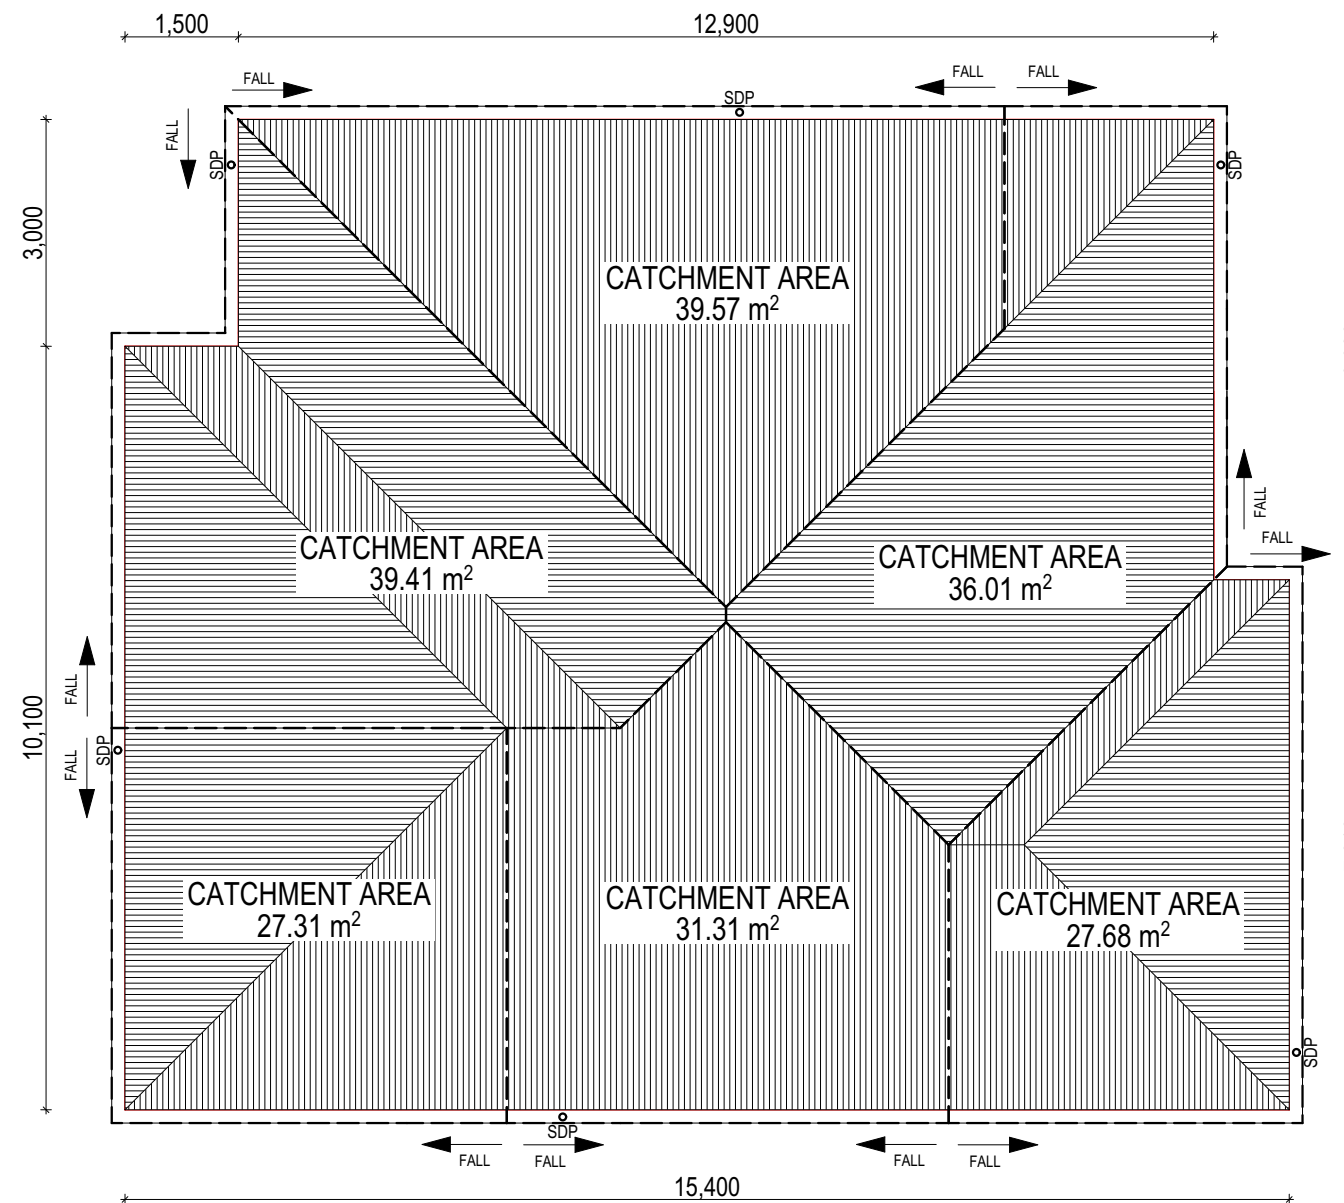 1,500
12,900
FALL
FALL
FALL
SDP
FALL
SDP
SDP
3,000
CATCHMENT AREA
39.57 m²
FALL
FALL
CATCHMENT AREA
39.41 m²
CATCHMENT AREA
36.01 m²
FALL
10,100
SDP
FALL
CATCHMENT AREA
27.31 m²
CATCHMENT AREA
31.31 m²
CATCHMENT AREA
27.68 m²
SDP
SDP
FALL
FALL
FALL
FALL
15,400